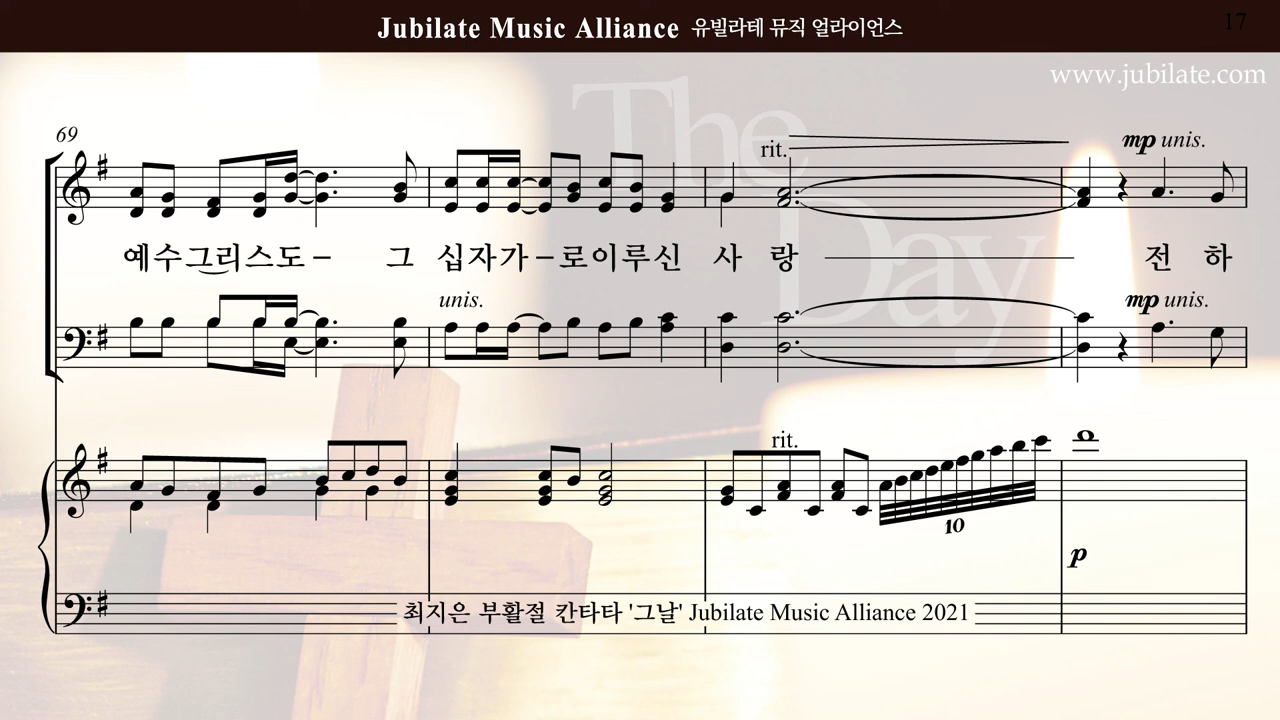 Jubilate Music Alliance 유빌라테 뮤직 얼라이언스
17
www.jubilate.com
The
Day
69
rit.
mp unis.
예수그리스도– 그 십자가–로이루신 사 랑 전 하
unis.
mp unis.
rit.
10
p
최지은 부활절 칸타타 '그날' Jubilate Music Alliance 2021